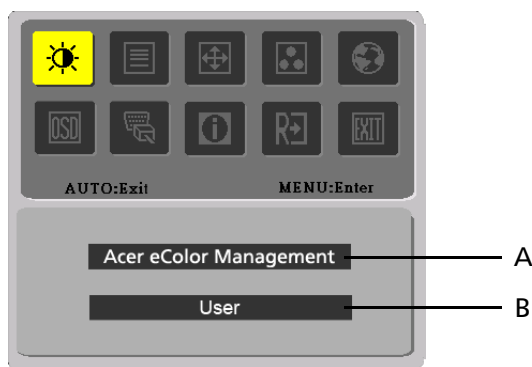 OSD
i
R
EXIT
AUTO:Exit MENU:Enter
Acer eColor Management A
User B